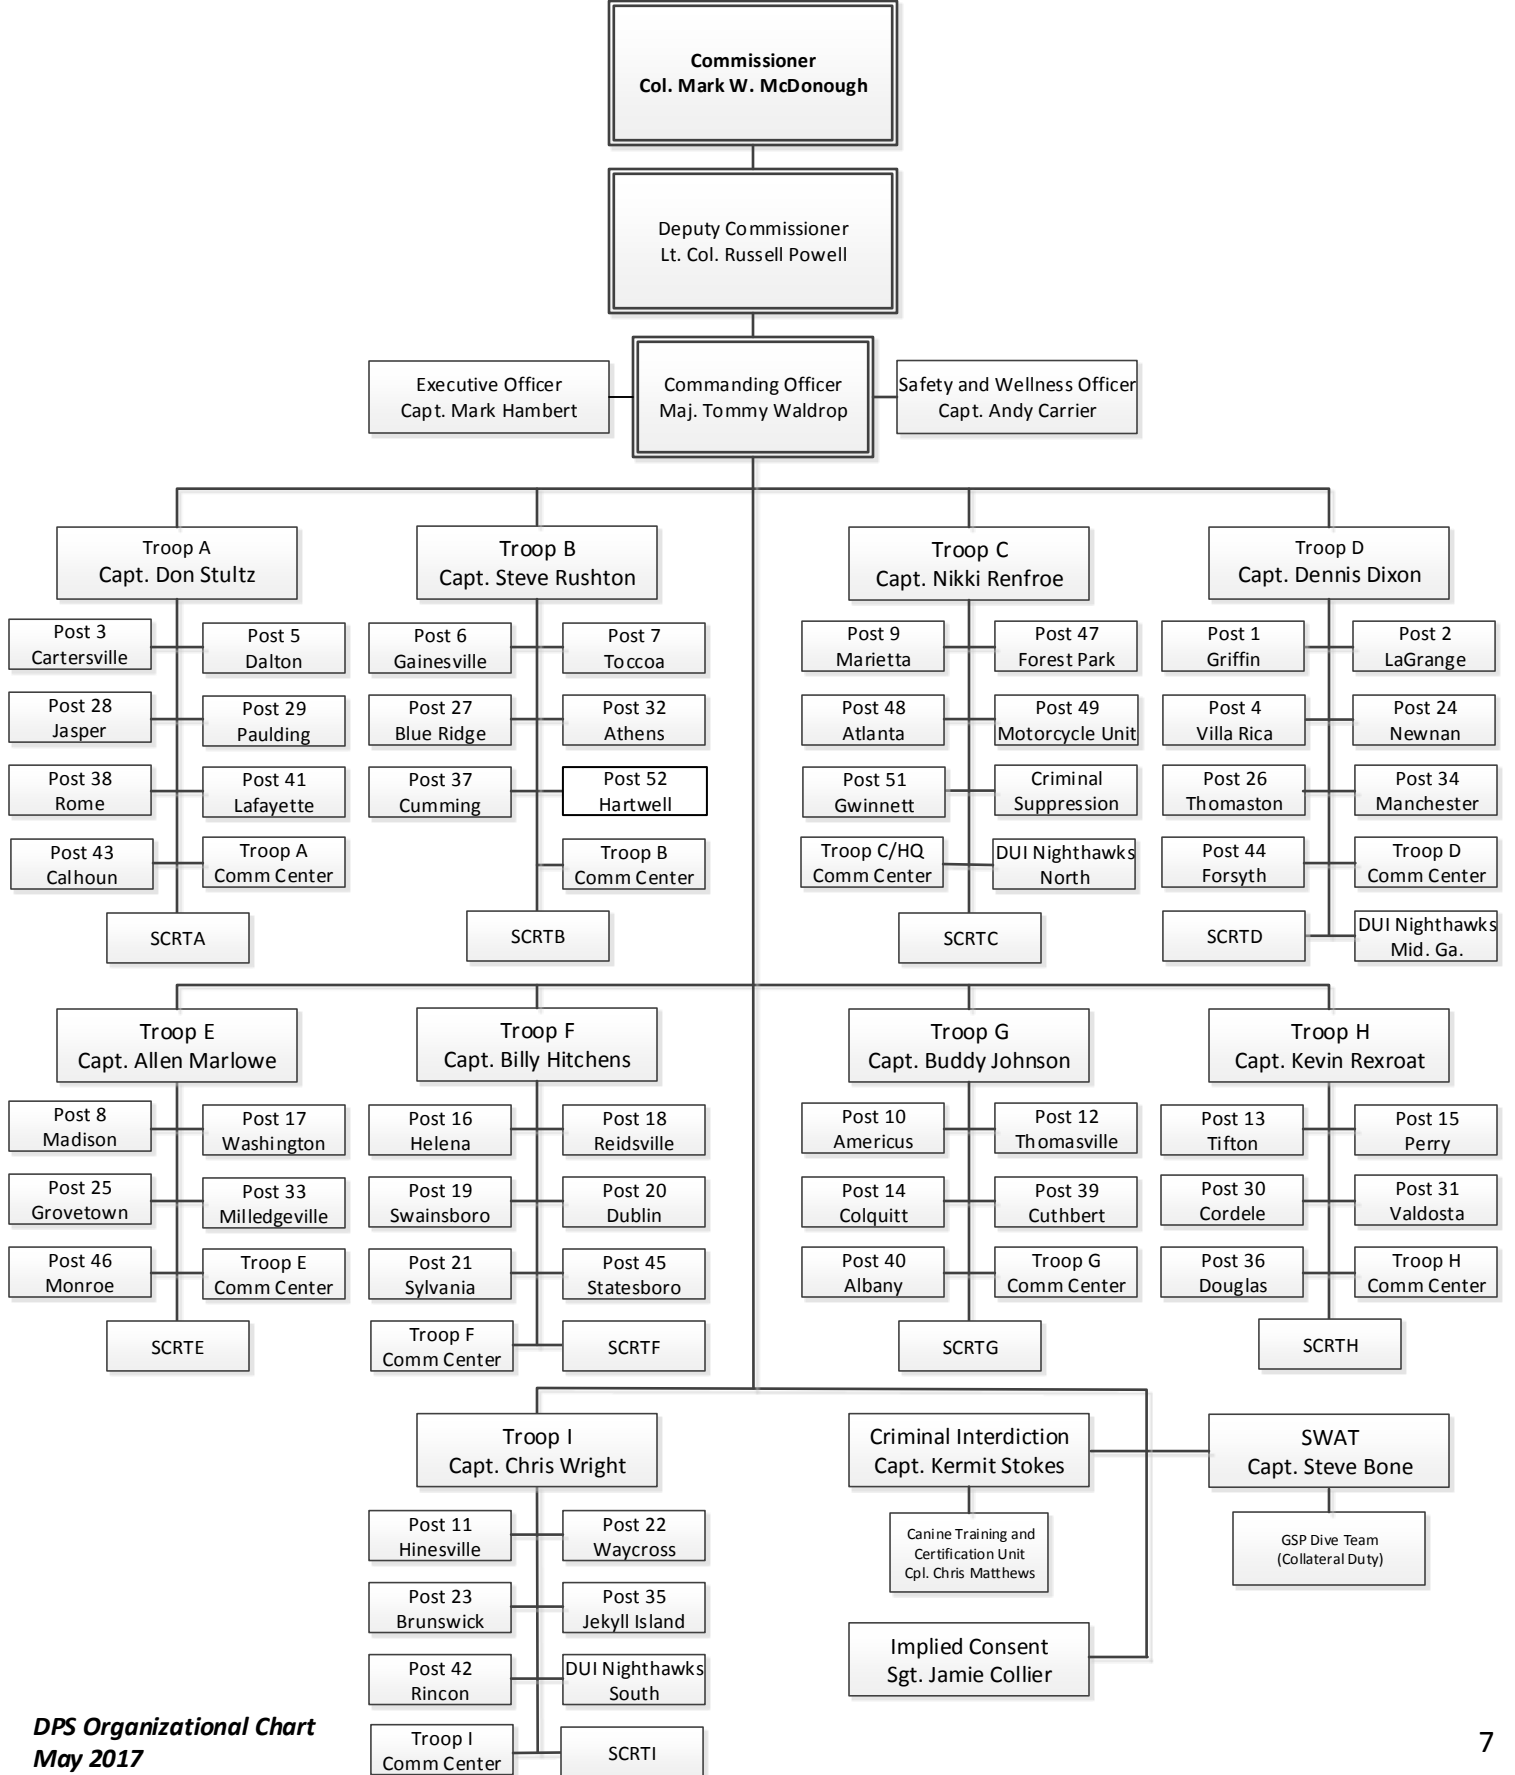 Commissioner
Col. Mark W. McDonough
Deputy Commissioner
Lt. Col. Russell Powell
Executive Officer
Capt. Mark Hambert
Commanding Officer
Maj. Tommy Waldrop
Safety and Wellness Officer
Capt. Andy Carrier
Troop A
Capt. Don Stultz
Post 3
Cartersville
Post 5
Dalton
Post 28
Jasper
Post 29
Paulding
Post 38
Rome
Post 41
Lafayette
Post 43
Calhoun
Troop A
Comm Center
SCRTA
Troop B
Capt. Steve Rushton
Post 6
Gainesville
Post 7
Toccoa
Post 27
Blue Ridge
Post 32
Athens
Post 37
Cumming
Post 52
Hartwell
Troop B
Comm Center
SCRTB
Troop C
Capt. Nikki Renfroe
Post 9
Marietta
Post 47
Forest Park
Post 48
Atlanta
Post 49
Motorcycle Unit
Post 51
Gwinnett
Criminal
Suppression
Troop C/HQ
Comm Center
DUI Nighthawks
North
SCRTC
Troop D
Capt. Dennis Dixon
Post 1
Griffin
Post 2
LaGrange
Post 4
Villa Rica
Post 24
Newnan
Post 26
Thomaston
Post 34
Manchester
Post 44
Forsyth
Troop D
Comm Center
SCRTD
DUI Nighthawks
Mid. Ga.
Troop E
Capt. Allen Marlowe
Post 8
Madison
Post 17
Washington
Post 25
Grovetown
Post 33
Milledgeville
Post 46
Monroe
Troop E
Comm Center
SCRTE
Troop F
Capt. Billy Hitchens
Post 16
Helena
Post 18
Reidsville
Post 19
Swainsboro
Post 20
Dublin
Post 21
Sylvania
Post 45
Statesboro
Troop F
Comm Center
SCRTF
Troop G
Capt. Buddy Johnson
Post 10
Americus
Post 12
Thomasville
Post 14
Colquitt
Post 39
Cuthbert
Post 40
Albany
Troop G
Comm Center
SCRTG
Troop H
Capt. Kevin Rexroat
Post 13
Tifton
Post 15
Perry
Post 30
Cordele
Post 31
Valdosta
Post 36
Douglas
Troop H
Comm Center
SCRTH
Troop I
Capt. Chris Wright
Post 11
Hinesville
Post 22
Waycross
Post 23
Brunswick
Post 35
Jekyll Island
Post 42
Rincon
DUI Nighthawks
South
Troop I
Comm Center
SCRTI
Criminal Interdiction
Capt. Kermit Stokes
Canine Training and
Certification Unit
Cpl. Chris Matthews
SWAT
Capt. Steve Bone
GSP Dive Team
(Collateral Duty)
Implied Consent
Sgt. Jamie Collier
DPS Organizational Chart
May 2017
7